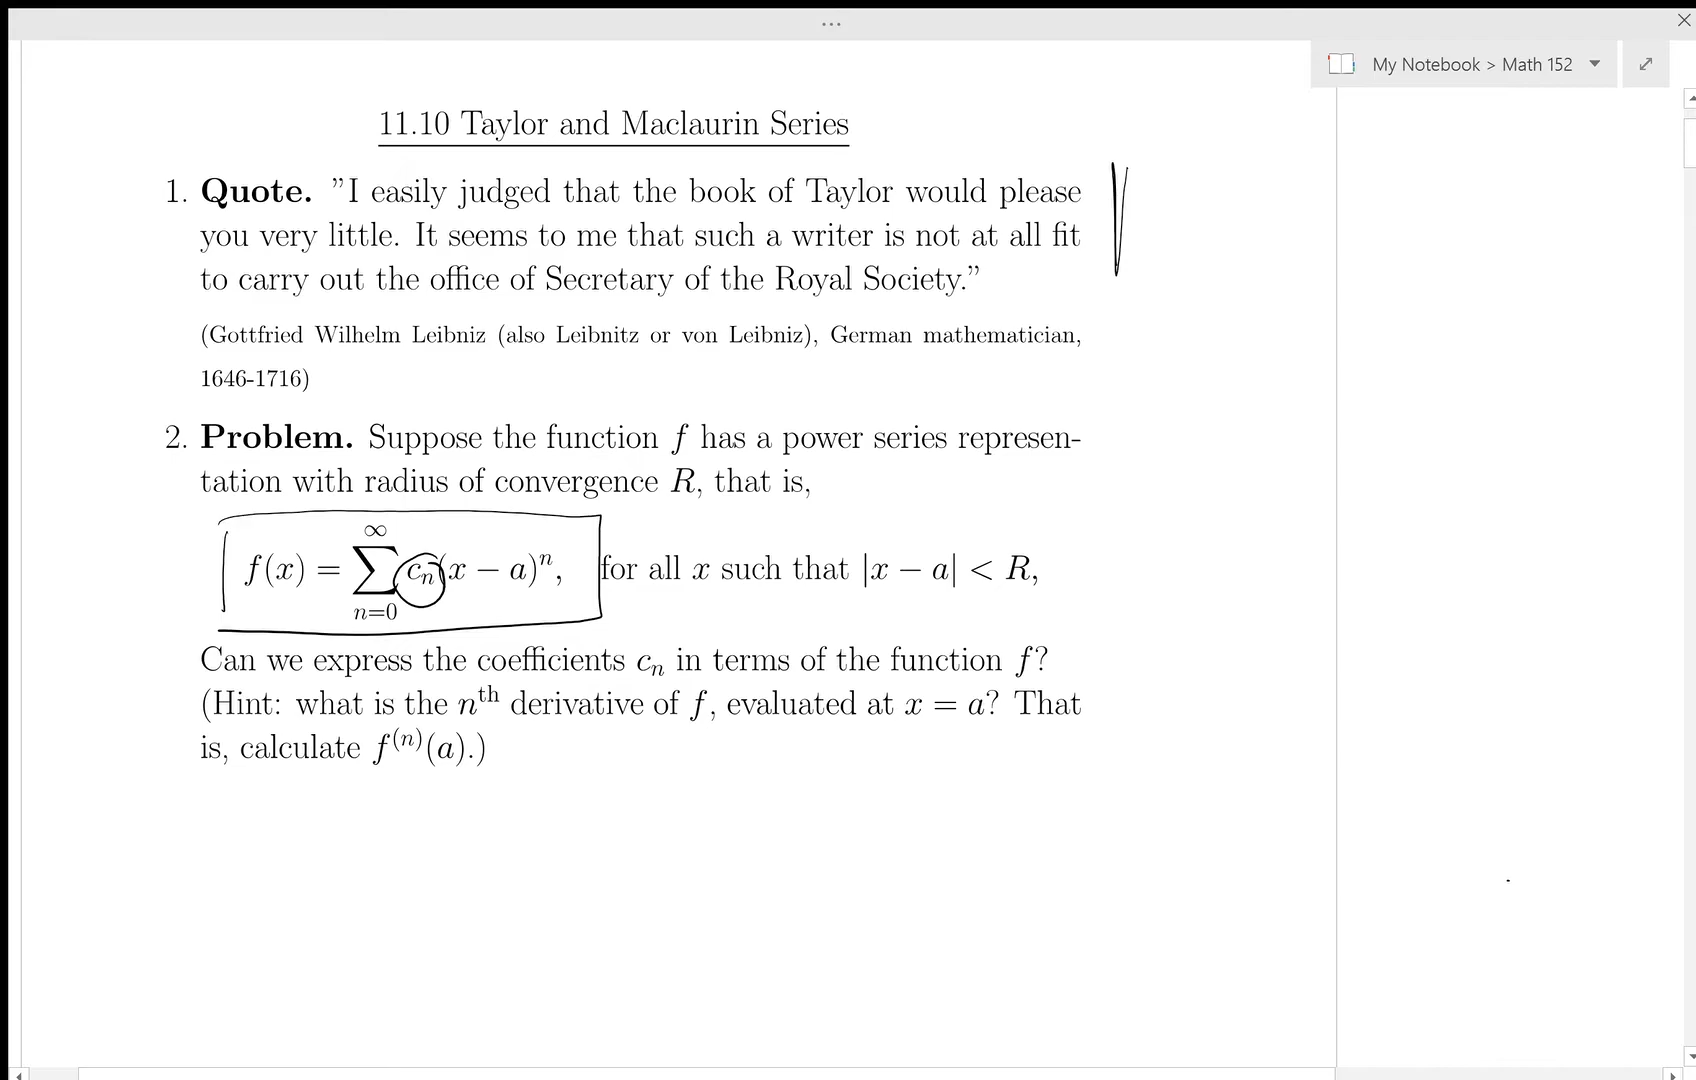 ...
My Notebook > Math 152
11.10 Taylor and Maclaurin Series
1. Quote. ”I easily judged that the book of Taylor would please
you very little. It seems to me that such a writer is not at all fit
to carry out the office of Secretary of the Royal Society.”
(Gottfried Wilhelm Leibniz (also Leibnitz or von Leibniz), German mathematician,
1646-1716)
2. Problem. Suppose the function f has a power series represen-
tation with radius of convergence R, that is,
f(x) = ∑_{n=0}^{∞} c_n(x − a)^n, for all x such that |x − a| < R,
Can we express the coefficients c_n in terms of the function f?
(Hint: what is the n^th derivative of f, evaluated at x = a? That
is, calculate f^(n)(a).)